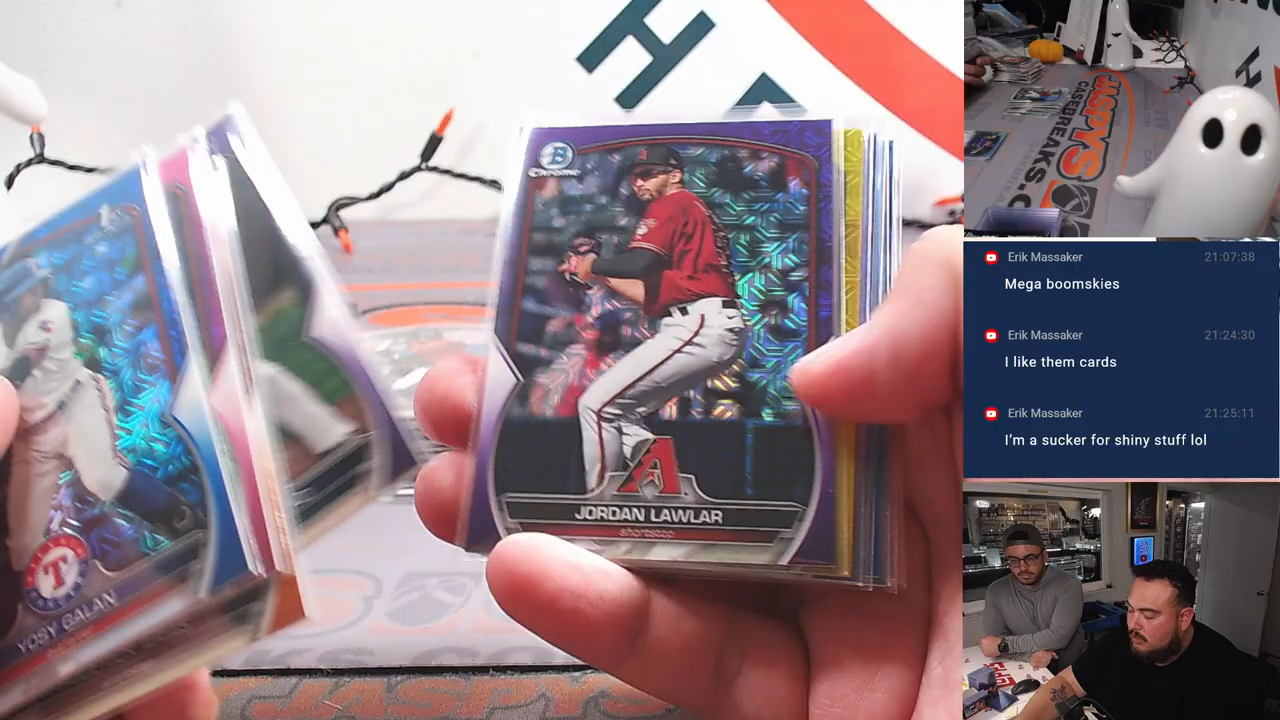 Chrome
JORDAN LAWLAR
shortstop
YOSY GALAN
JASPYS
JASPYS
CASEBREAKS.C
Erik Massaker 21:07:38
Mega boomskies
Erik Massaker 21:24:30
I like them cards
Erik Massaker 21:25:11
I'm a sucker for shiny stuff lol